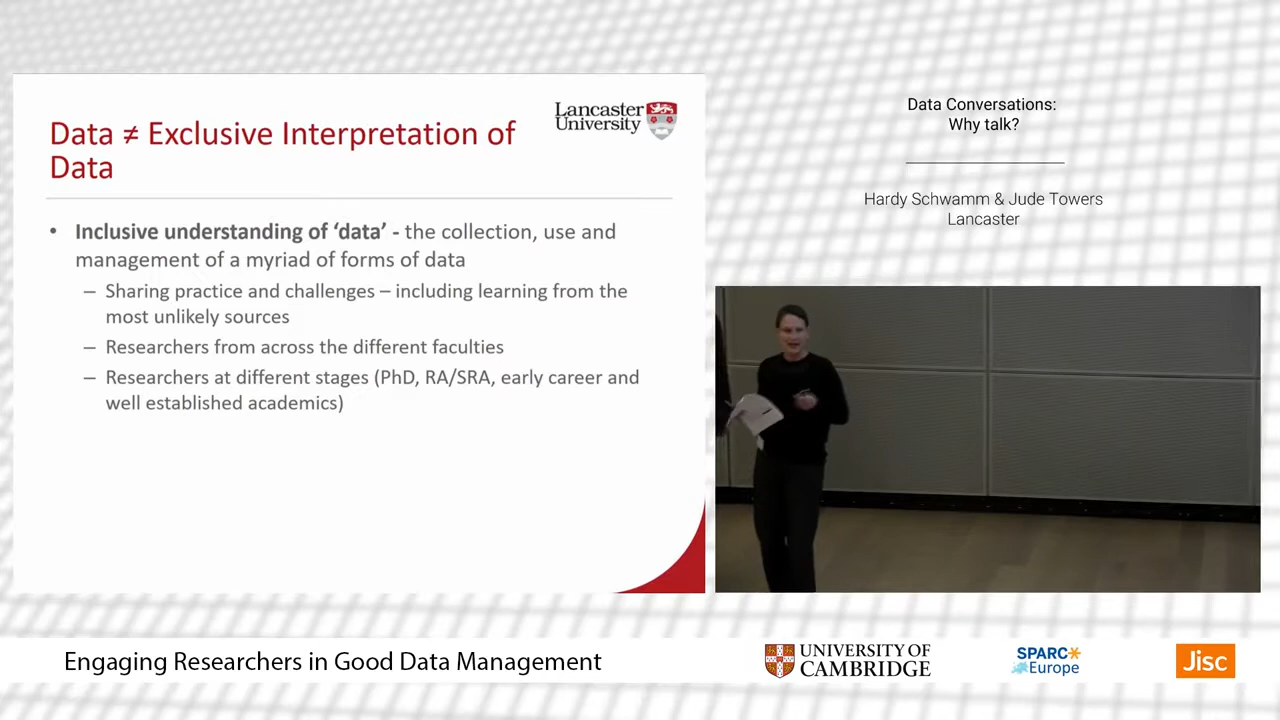 Lancaster
University
Data ≠ Exclusive Interpretation of
Data
• Inclusive understanding of ‘data’ - the collection, use and
management of a myriad of forms of data
– Sharing practice and challenges – including learning from the
most unlikely sources
– Researchers from across the different faculties
– Researchers at different stages (PhD, RA/SRA, early career and
well established academics)
Data Conversations:
Why talk?
Hardy Schwamm & Jude Towers
Lancaster
Engaging Researchers in Good Data Management
UNIVERSITY OF
CAMBRIDGE
SPARC
Europe
Jisc